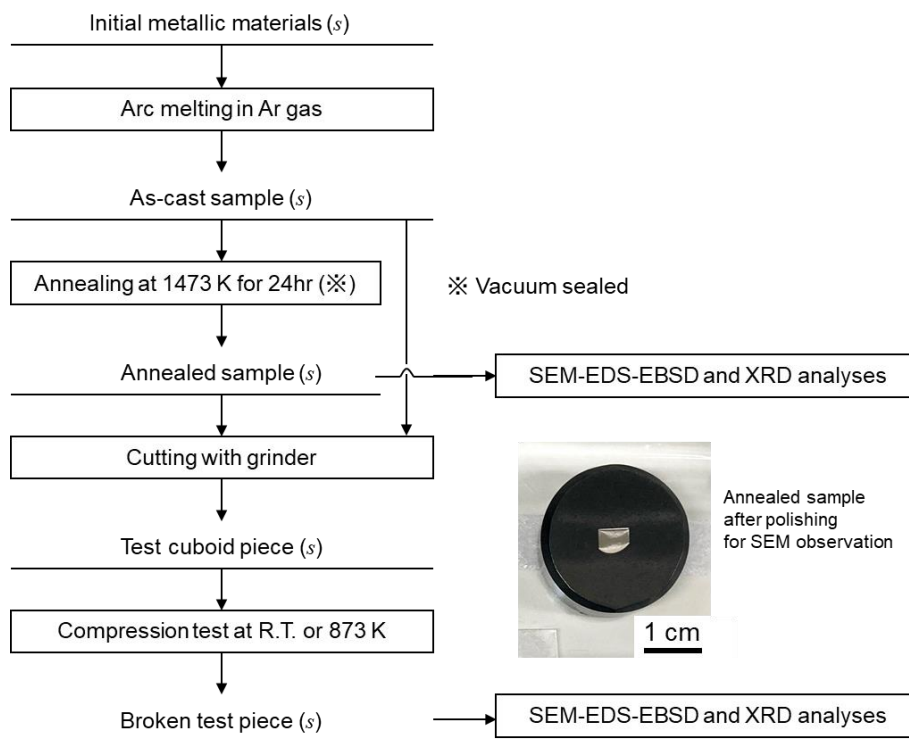 Initial metallic materials (s)
Arc melting in Ar gas
As-cast sample (s)
Annealing at 1473 K for 24hr (※)
※ Vacuum sealed
Annealed sample (s)
SEM-EDS-EBSD and XRD analyses
Cutting with grinder
Annealed sample
after polishing
for SEM observation
Test cuboid piece (s)
Compression test at R.T. or 873 K
1 cm
Broken test piece (s)
SEM-EDS-EBSD and XRD analyses